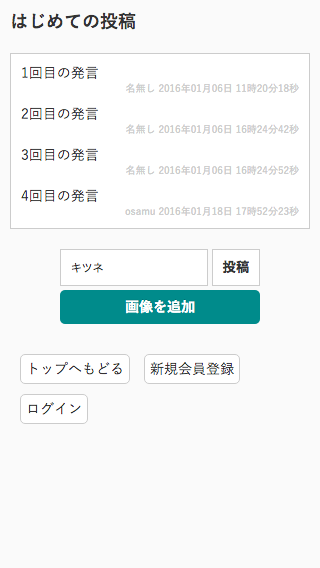 はじめての投稿
1回目の発言
名無し 2016年01月06日 11時20分18秒
2回目の発言
名無し 2016年01月06日 16時24分42秒
3回目の発言
名無し 2016年01月06日 16時24分52秒
4回目の発言
osamu 2016年01月18日 17時52分23秒
キツネ 投稿
画像を追加
トップへもどる 新規会員登録
ログイン